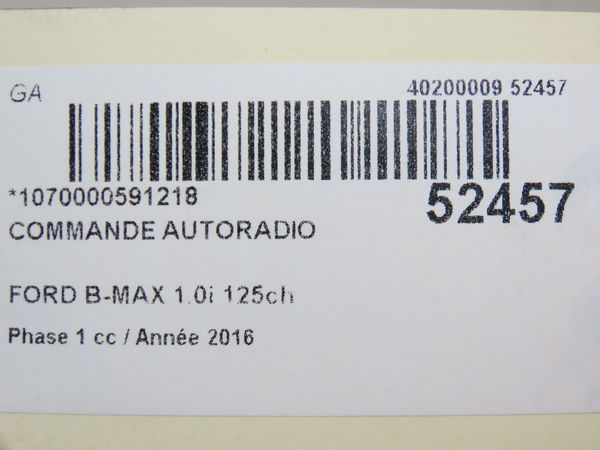 GA
40200009 52457
*1070000591218
52457
COMMANDE AUTORADIO
FORD B-MAX 1.0i 125ch
Phase 1 cc / Année 2016